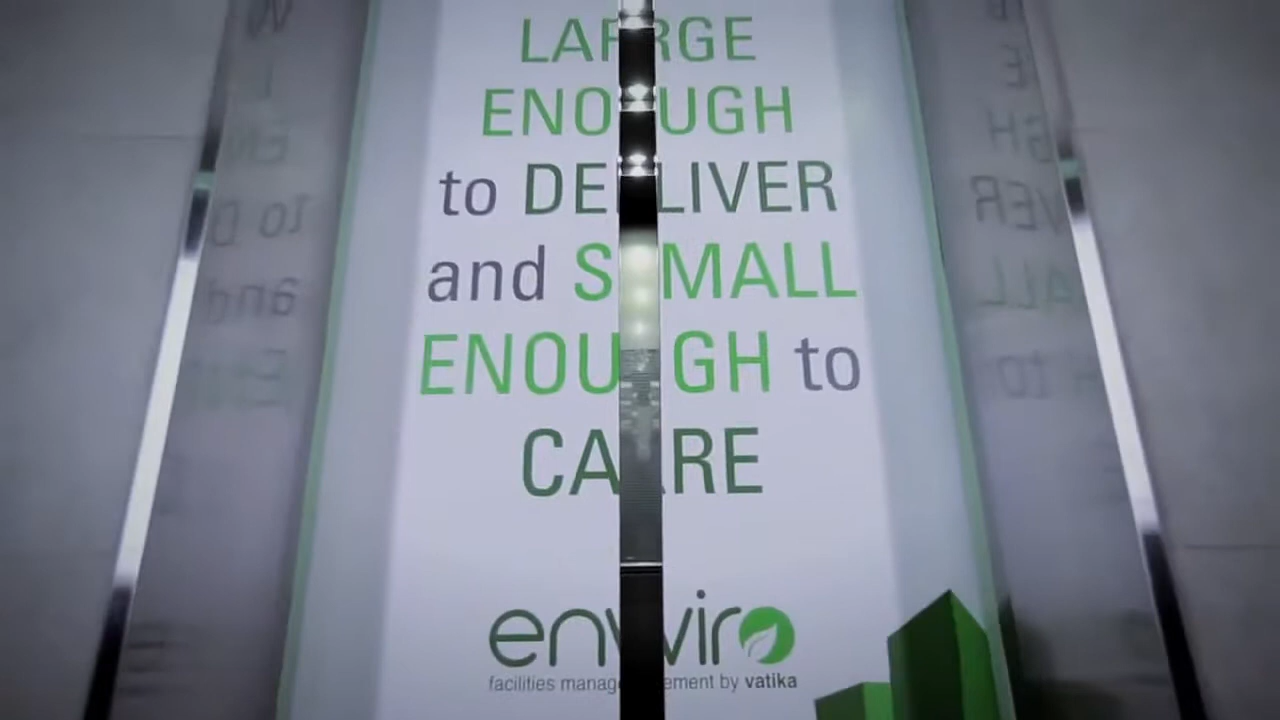 LARGE
ENOUGH
to DELIVER
and SMALL
ENOUGH to
CARE
enviro
facilities management by vatika